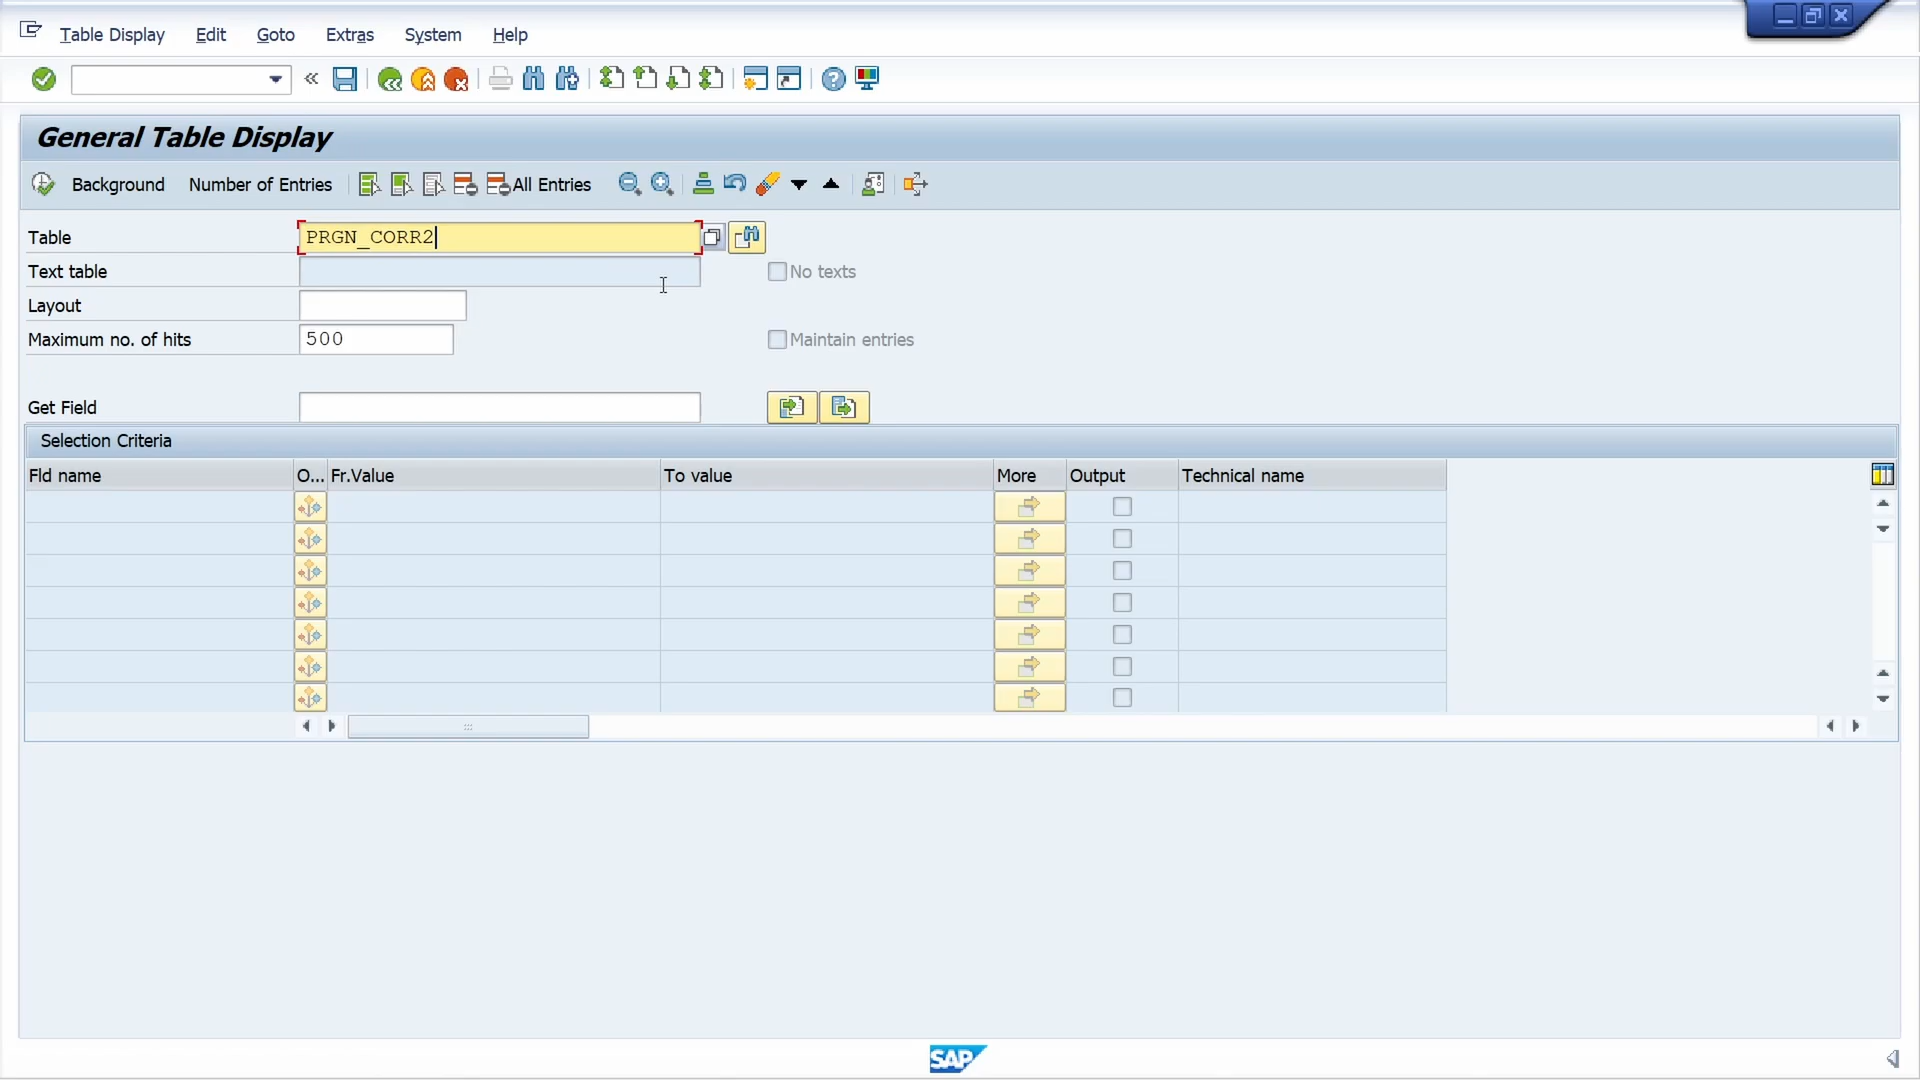 Table Display Edit Goto Extras System Help
General Table Display
Background Number of Entries All Entries
Table PRGN_CORR2
Text table No texts
Layout
Maximum no. of hits 500 Maintain entries
Get Field
Selection Criteria
Fld name O... Fr.Value To value More Output Technical name
SAP